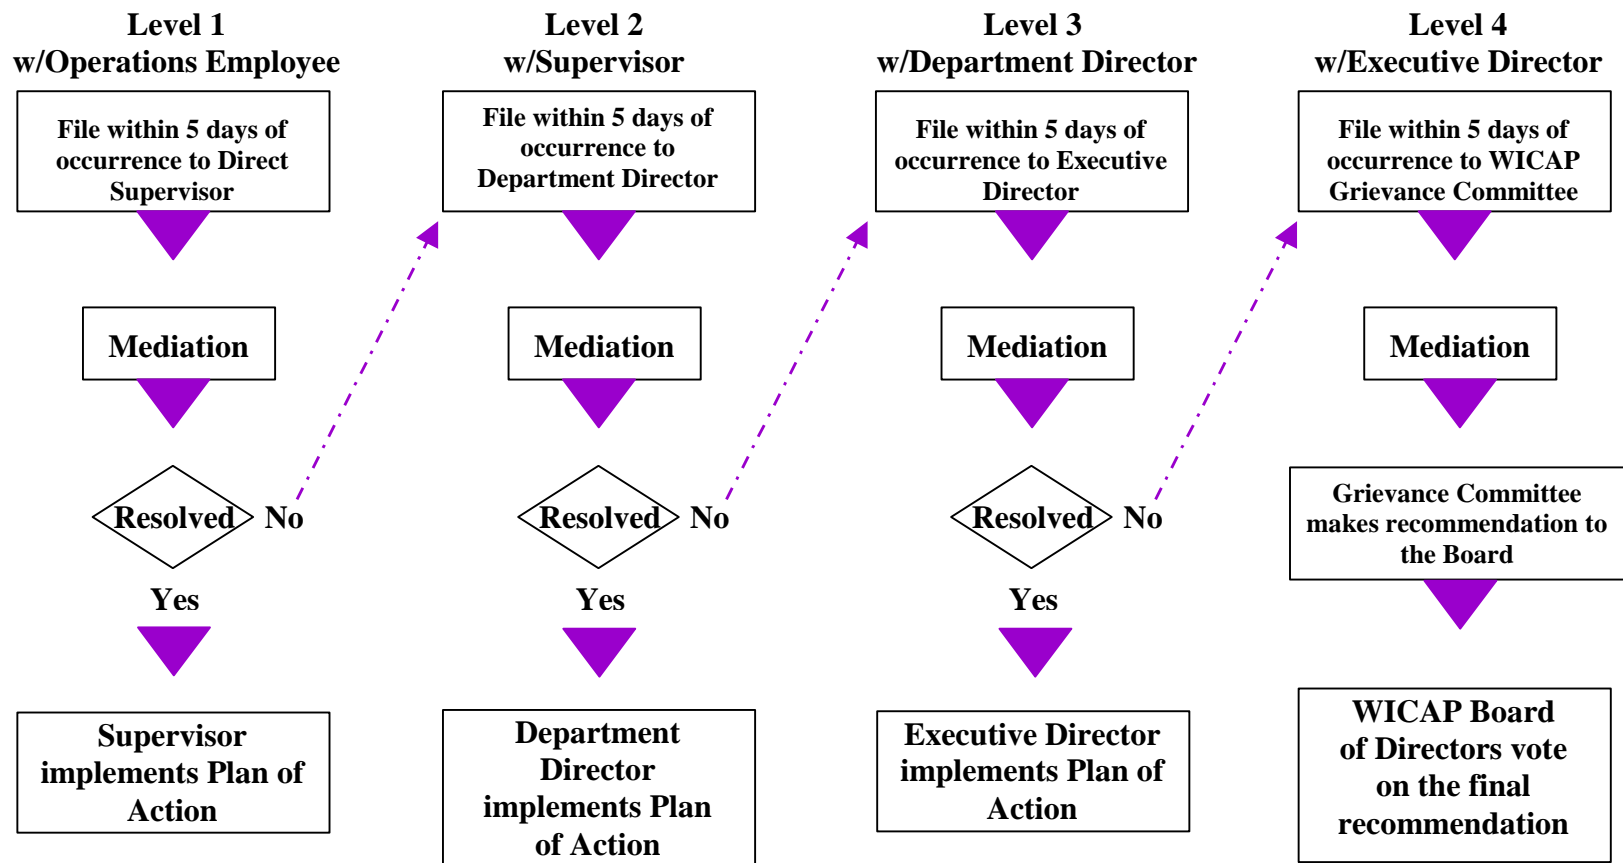 Level 1
w/Operations Employee
File within 5 days of
occurrence to Direct
Supervisor
Mediation
Resolved
No
Yes
Supervisor
implements Plan of
Action
Level 2
w/Supervisor
File within 5 days of
occurrence to
Department Director
Mediation
Resolved
No
Yes
Department
Director
implements Plan
of Action
Level 3
w/Department Director
File within 5 days of
occurrence to Executive
Director
Mediation
Resolved
No
Yes
Executive Director
implements Plan of
Action
Level 4
w/Executive Director
File within 5 days of
occurrence to WICAP
Grievance Committee
Mediation
Grievance Committee
makes recommendation to
the Board
WICAP Board
of Directors vote
on the final
recommendation